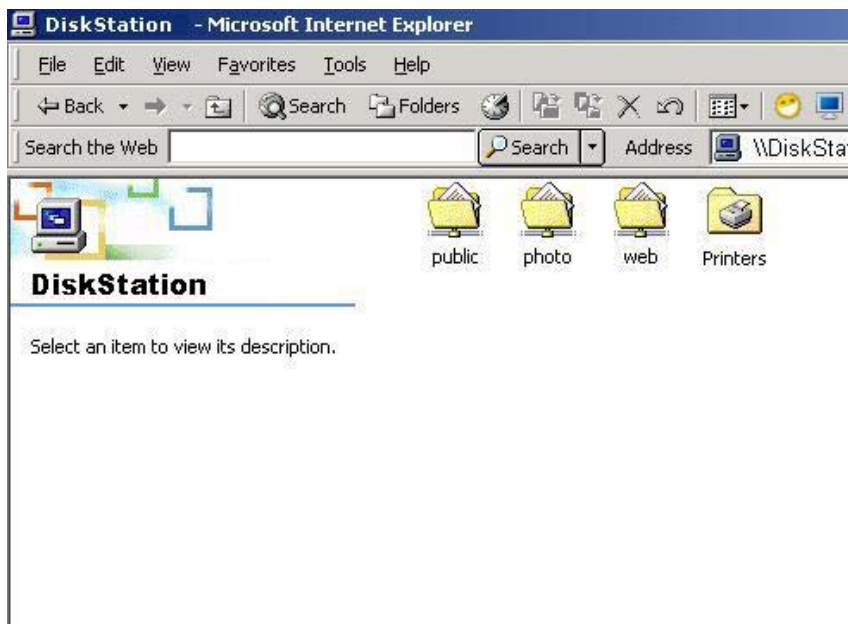 DiskStation - Microsoft Internet Explorer
File Edit View Favorites Tools Help
Back Search Folders
Search the Web Search Address \\DiskSta
public photo web Printers
DiskStation
Select an item to view its description.